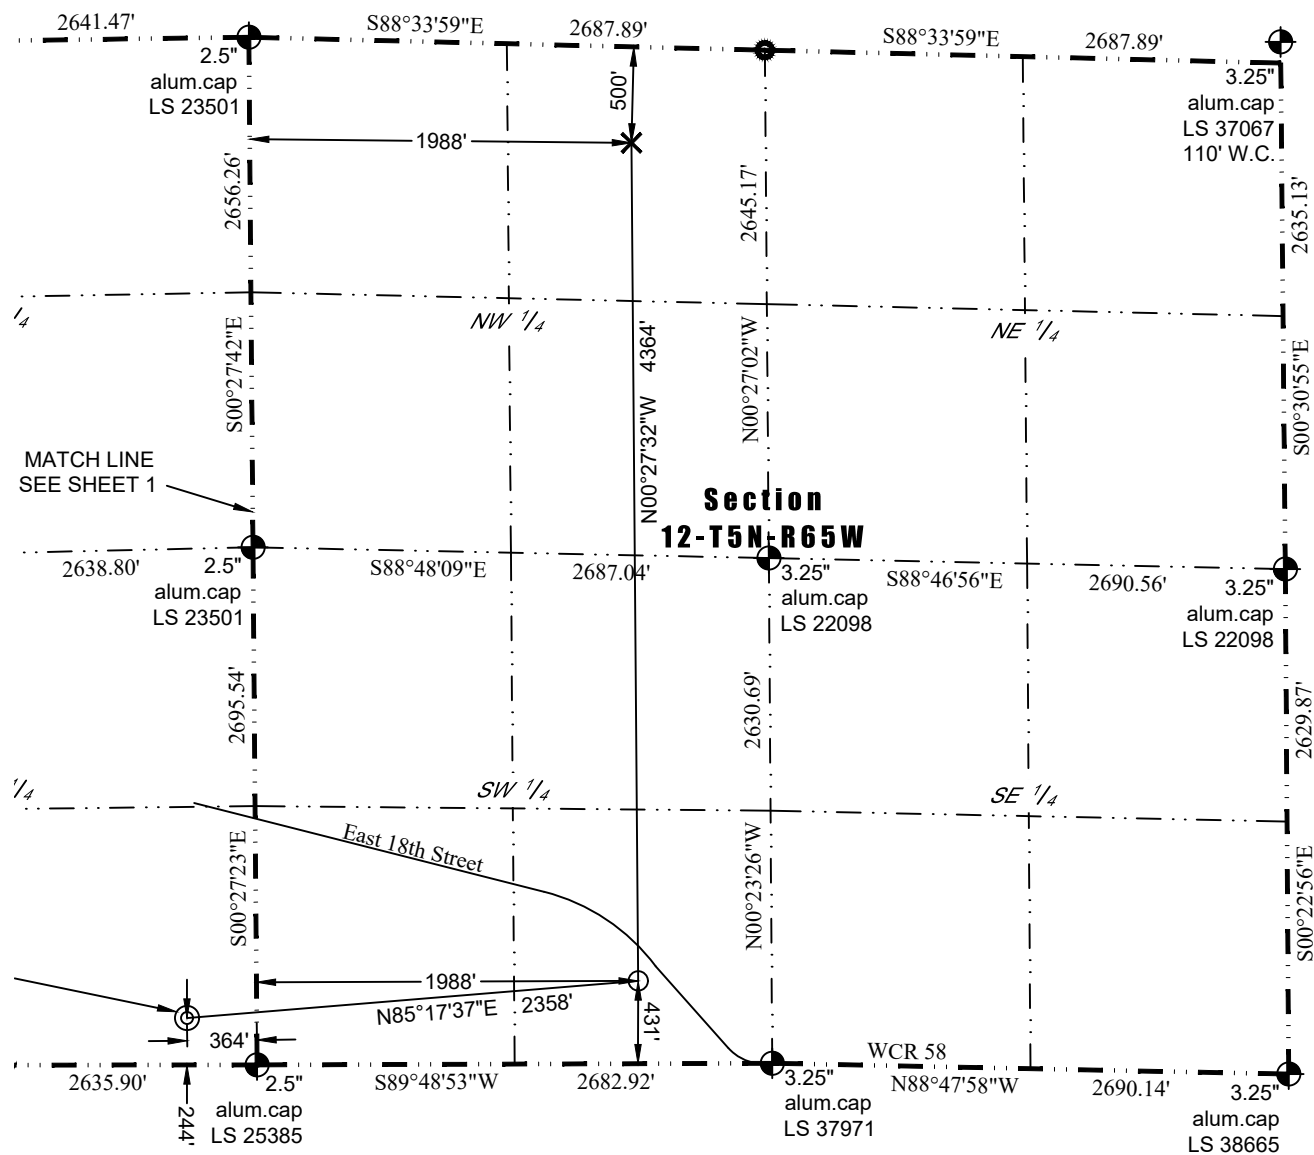 2641.47'
S88°33'59"E
2687.89'
S88°33'59"E
2687.89'
2.5"
alum.cap
LS 23501
500'
3.25"
alum.cap
LS 37067
110' W.C.
1988'
2656.26'
2645.17'
2635.13'
1/4
NW 1/4
NE 1/4
S00°27'42"E
N00°27'32"W 4364'
N00°27'02"W
S00°30'55"E
MATCH LINE
SEE SHEET 1
Section
12-T5N-R65W
2638.80'
2.5"
alum.cap
LS 23501
S88°48'09"E
2687.04'
3.25"
alum.cap
LS 22098
S88°46'56"E
2690.56'
3.25"
alum.cap
LS 22098
2695.54'
2630.69'
2629.87'
1/4
SW 1/4
SE 1/4
East 18th Street
S00°27'23"E
N00°23'26"W
S00°22'56"E
1988'
N85°17'37"E 2358'
431'
364'
WCR 58
2635.90'
2.5"
alum.cap
LS 25385
244'
S89°48'53"W
2682.92'
3.25"
alum.cap
LS 37971
N88°47'58"W
2690.14'
3.25"
alum.cap
LS 38665